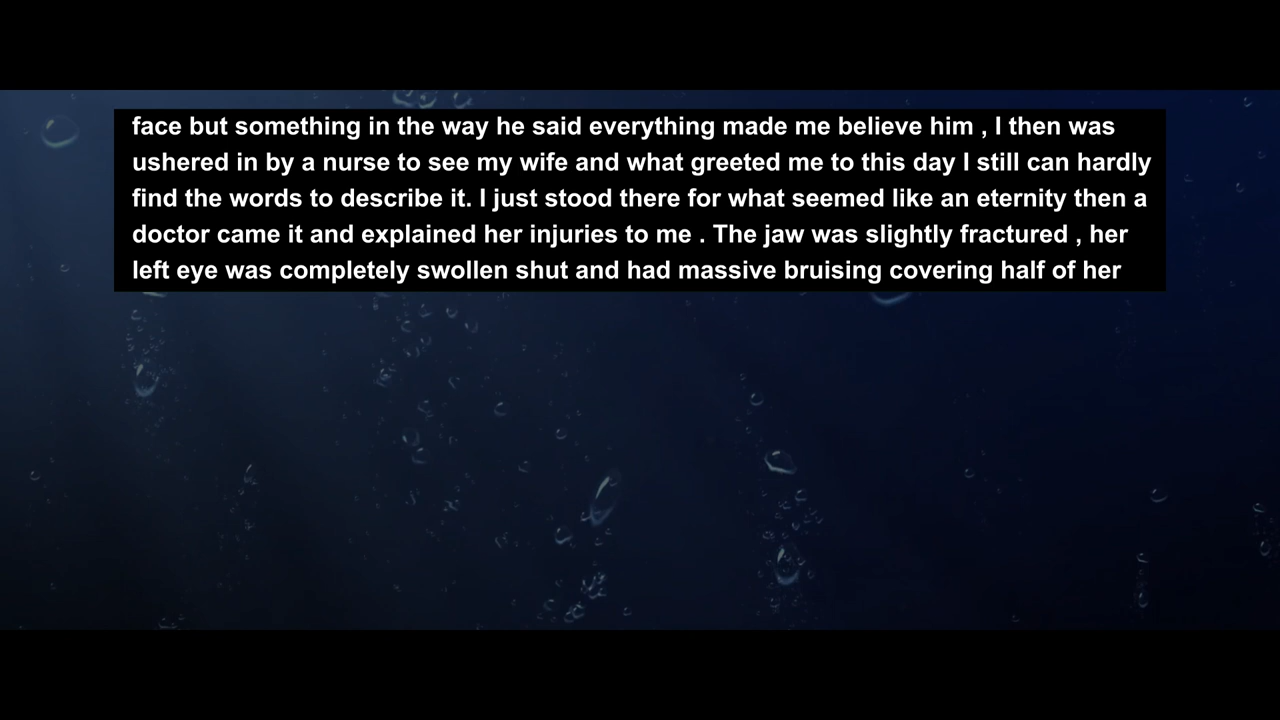 face but something in the way he said everything made me believe him , I then was
ushered in by a nurse to see my wife and what greeted me to this day I still can hardly
find the words to describe it. I just stood there for what seemed like an eternity then a
doctor came it and explained her injuries to me . The jaw was slightly fractured , her
left eye was completely swollen shut and had massive bruising covering half of her